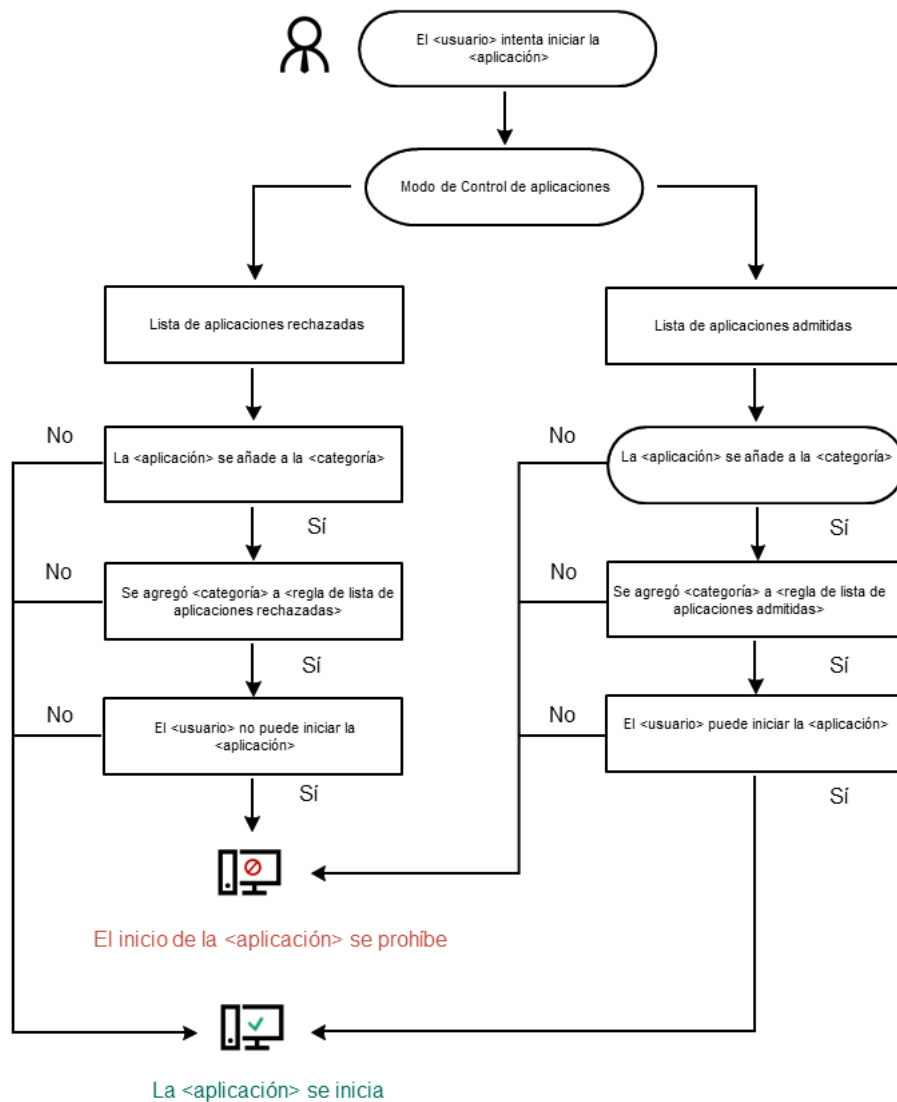 El <usuario> intenta iniciar la
<aplicación>
Modo de Control de aplicaciones
Lista de aplicaciones rechazadas
Lista de aplicaciones admitidas
No
La <aplicación> se añade a la <categoría>
No
La <aplicación> se añade a la <categoría>
Sí
Sí
No
Se agregó <categoría> a <regla de lista de
aplicaciones rechazadas>
No
Se agregó <categoría> a <regla de lista de
aplicaciones admitidas>
Sí
Sí
No
El <usuario> no puede iniciar la
<aplicación>
No
El <usuario> puede iniciar la <aplicación>
Sí
Sí
El inicio de la <aplicación> se prohíbe
La <aplicación> se inicia